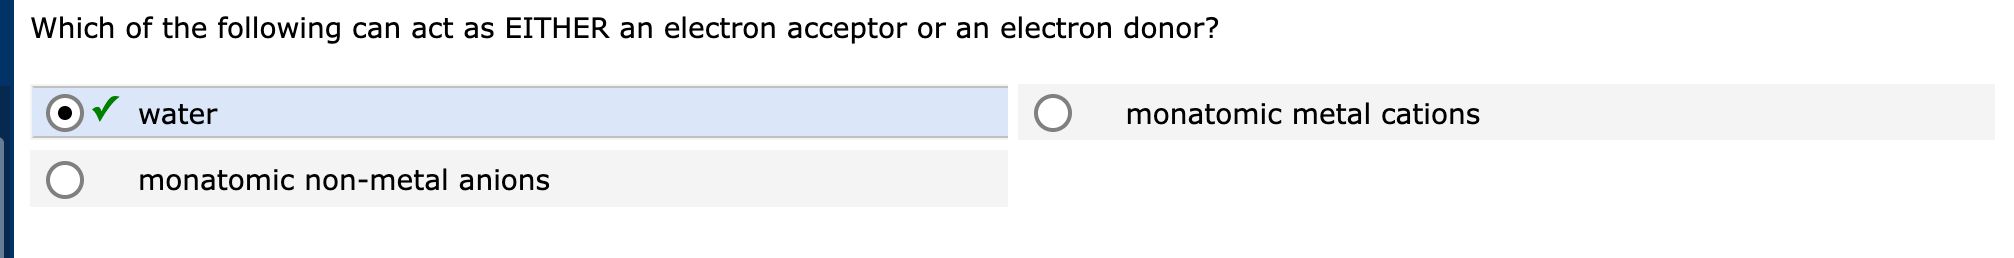 Which of the following can act as EITHER an electron acceptor or an electron donor?
water
monatomic metal cations
monatomic non-metal anions